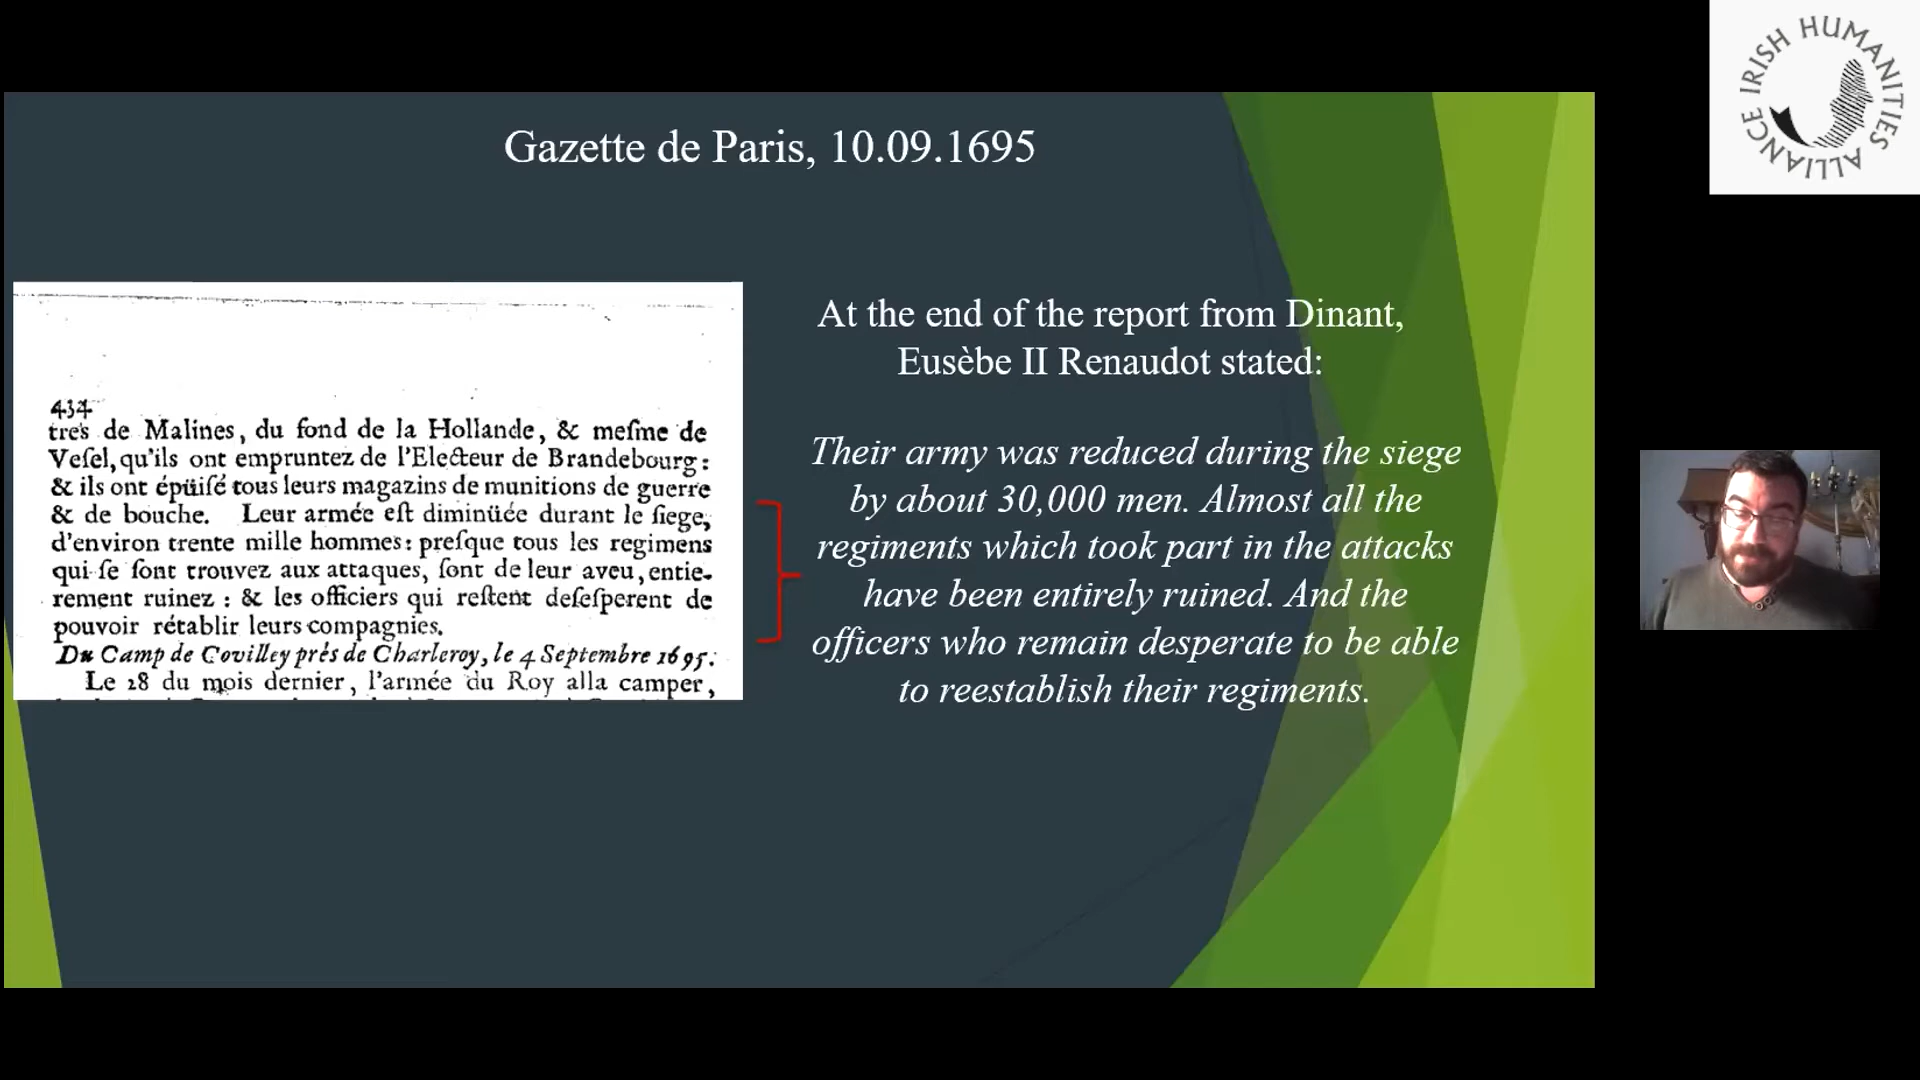 Gazette de Paris, 10.09.1695
IRISH HUMANITIES ALLIANCE
434
tres de Malines, du fond de la Hollande, & meſme de
Veſel, qu'ils ont empruntez de l'Electeur de Brandebourg:
& ils ont épüiſé tous leurs magazins de munitions de guerre
& de bouche. Leur armée eſt diminüée durant le ſiege,
d'environ trente mille hommes: preſque tous les regimens
qui ſe ſont trouvez aux attaques, ſont de leur aveu, entie-
rement ruinez : & les officiers qui reſtent deſeſperent de
pouvoir rétablir leurs compagnies.
Du Camp de Covilley prés de Charleroy, le 4 Septembre 1695.
Le 28 du mois dernier, l'armée du Roy alla camper,
At the end of the report from Dinant,
Eusèbe II Renaudot stated:
Their army was reduced during the siege
by about 30,000 men. Almost all the
regiments which took part in the attacks
have been entirely ruined. And the
officers who remain desperate to be able
to reestablish their regiments.